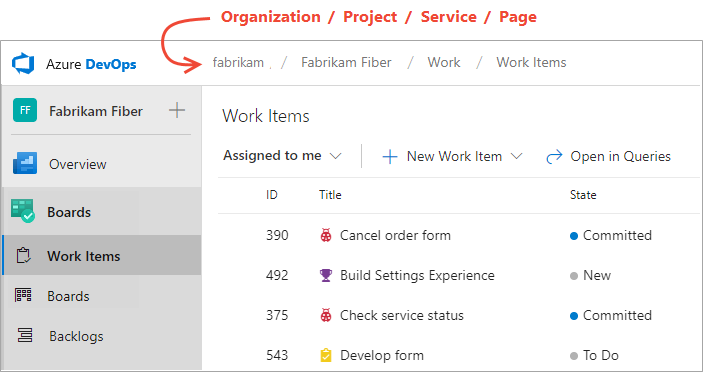 Organization / Project / Service / Page
Azure DevOps
fabrikam / Fabrikam Fiber / Work / Work Items
FF Fabrikam Fiber
Overview
Boards
Work Items
Boards
Backlogs
Work Items
Assigned to me New Work Item Open in Queries
ID Title State
390 Cancel order form Committed
492 Build Settings Experience New
375 Check service status Committed
543 Develop form To Do